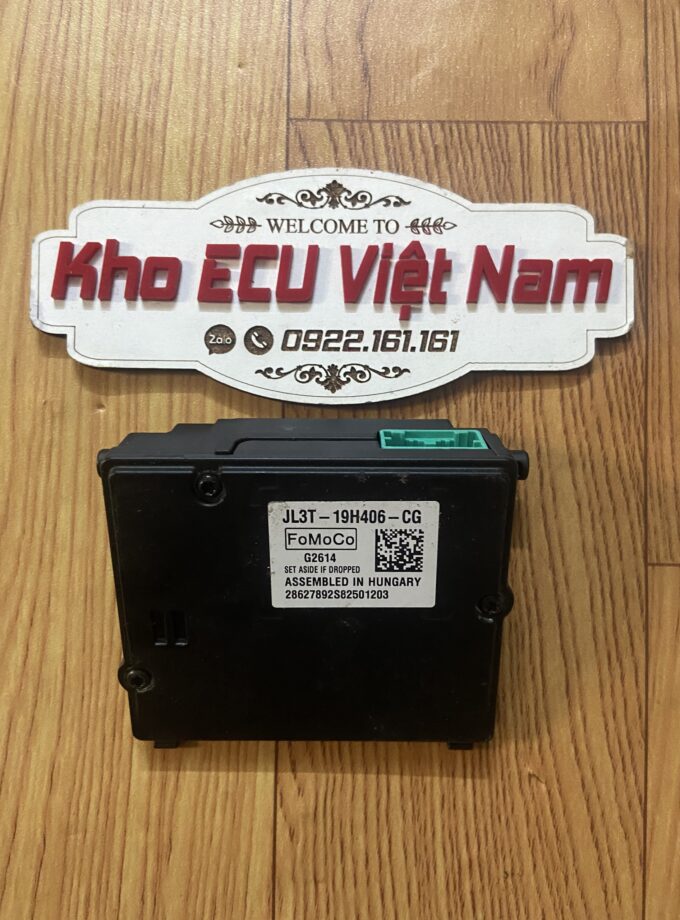 WELCOME TO
Kho ECU Việt Nam
Zalo 0922.161.161
JL3T-19H406-CG
FoMoCo
G2614
SET ASIDE IF DROPPED
ASSEMBLED IN HUNGARY
28627892S82501203